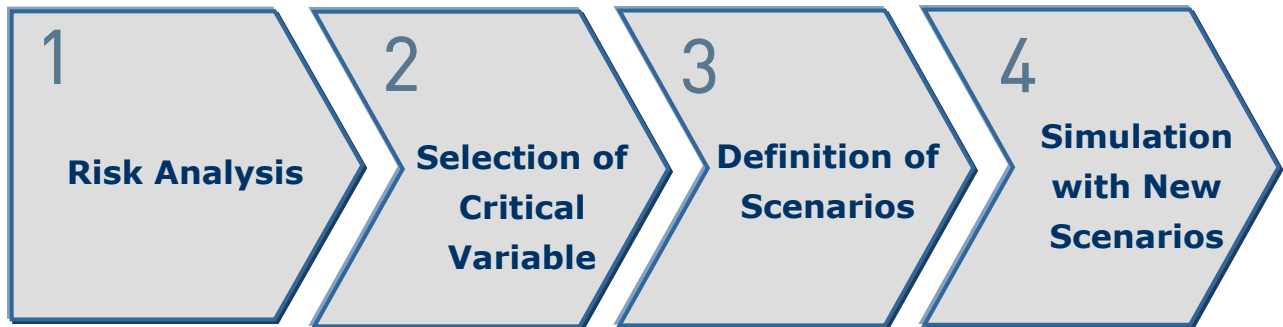 1
Risk Analysis
2
Selection of
Critical
Variable
3
Definition of
Scenarios
4
Simulation
with New
Scenarios